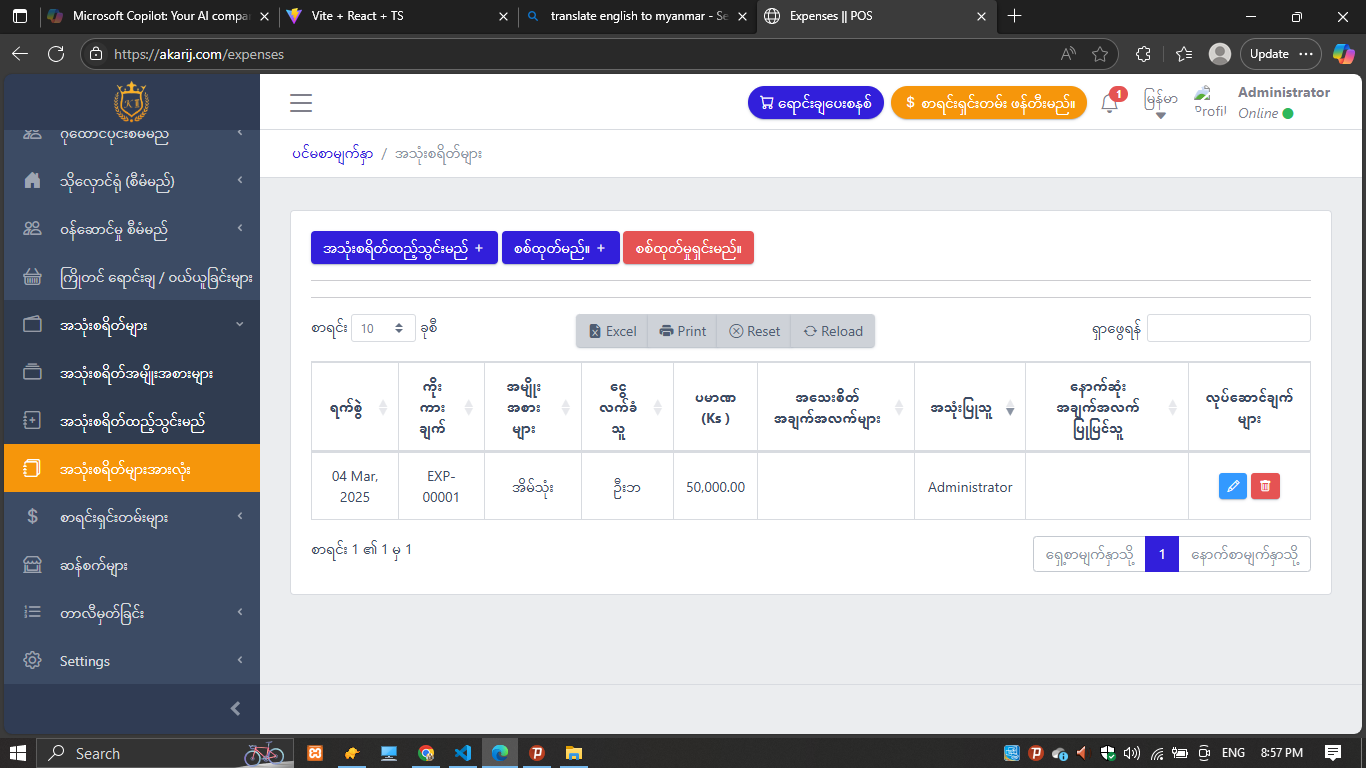 Microsoft Copilot: Your AI compa
Vite + React + TS
translate english to myanmar - Se
Expenses || POS
https://akarij.com/expenses
Update
ရောင်းချပေးစနစ်
$ စာရင်းရှင်းတမ်း ဖန်တီးမည်။
1
မြန်မာ
Profil
Administrator
Online
ပင်မစာမျက်နှာ / အသုံးစရိတ်များ
ဂိုထောင်ပိုင်းစီမံမည်
သိုလှောင်ရုံ (စီမံမည်)
ဝန်ဆောင်မှု စီမံမည်
ကြိုတင် ရောင်းချ / ဝယ်ယူခြင်းများ
အသုံးစရိတ်များ
အသုံးစရိတ်အမျိုးအစားများ
အသုံးစရိတ်ထည့်သွင်းမည်
အသုံးစရိတ်များအားလုံး
စာရင်းရှင်းတမ်းများ
ဆန်စက်များ
တာလီမှတ်ခြင်း
Settings
အသုံးစရိတ်ထည့်သွင်းမည် +
စစ်ထုတ်မည်။ +
စစ်ထုတ်မှုရှင်းမည်။
စာရင်း 10 ခုစီ
Excel
Print
Reset
Reload
ရှာဖွေရန်
ရက်စွဲ
ကိုး
ကား
ချက်
အမျိုး
အစား
များ
ငွေ
လက်ခံ
သူ
ပမာဏ
(Ks )
အသေးစိတ်
အချက်အလက်များ
အသုံးပြုသူ
နောက်ဆုံး
အချက်အလက်
ပြုပြင်သူ
လုပ်ဆောင်ချက်
များ
04 Mar,
2025
EXP-
00001
အိမ်သုံး
ဦးဘ
50,000.00
Administrator
စာရင်း 1 ၏ 1 မှ 1
ရှေ့စာမျက်နှာသို့
1
နောက်စာမျက်နှာသို့
Search
ENG
8:57 PM